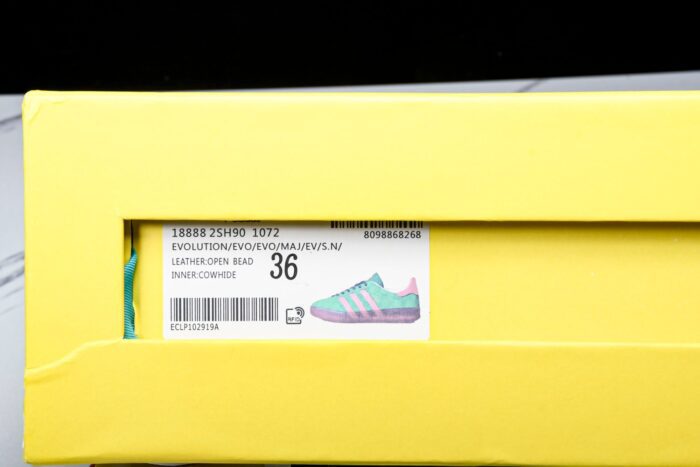 18888 2SH90 1072
8098868268
EVOLUTION/EVO/EVO/MAJ/EV/S.N/
LEATHER:OPEN BEAD
INNER:COWHIDE
36
RFID
ECLP102919A